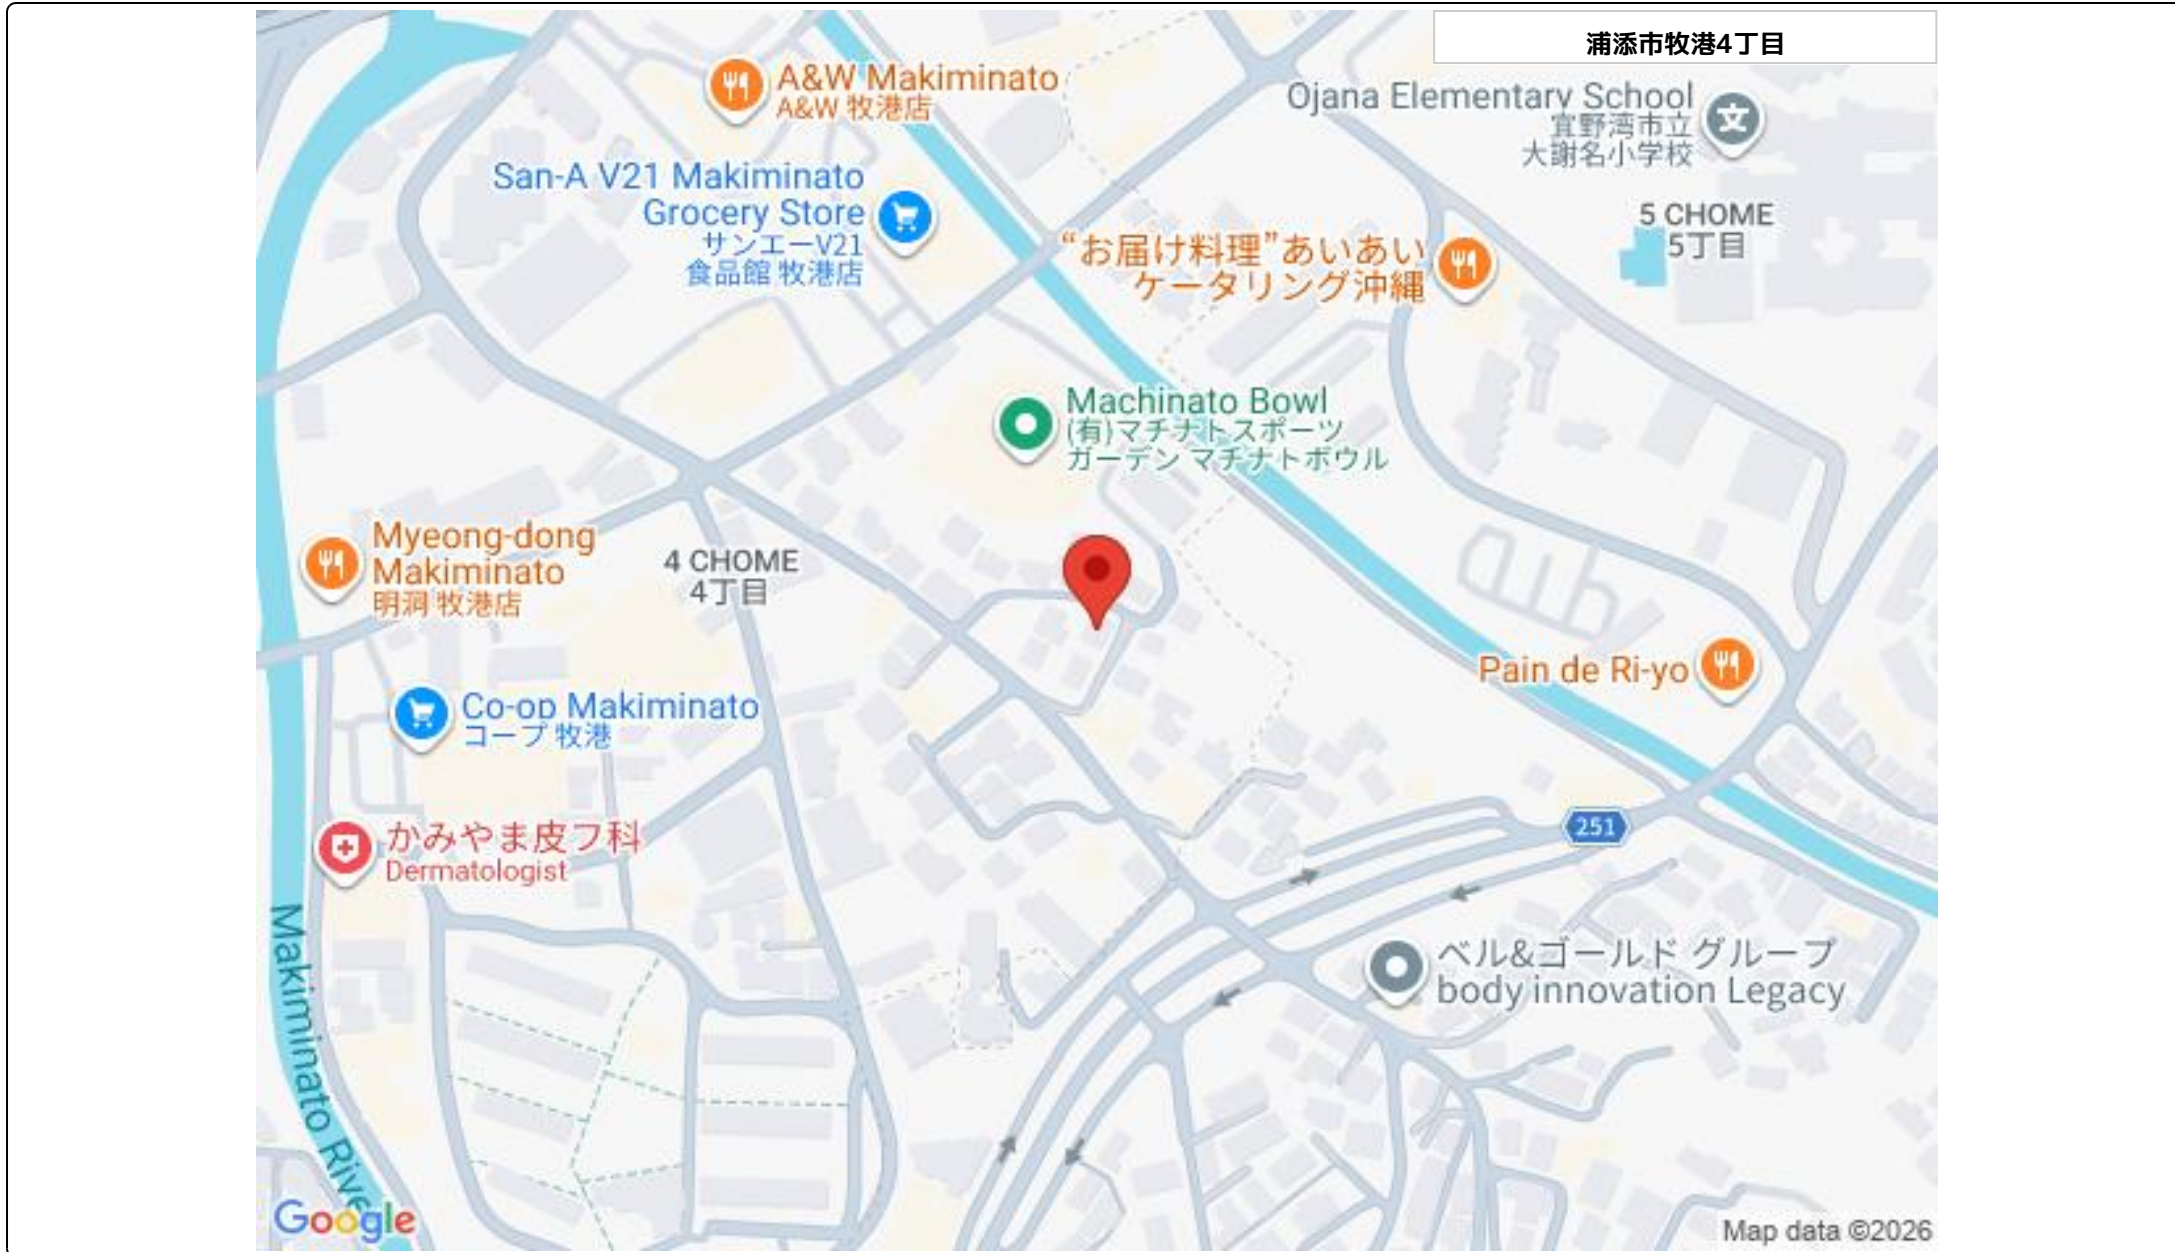 浦添市牧港4丁目
A&W Makiminato
A&W 牧港店
Ojana Elementary School
宜野湾市立
大謝名小学校
San-A V21 Makiminato
Grocery Store
サンエーV21
食品館 牧港店
5 CHOME
5丁目
“お届け料理”あいあい
ケータリング沖縄
Machinato Bowl
(有)マチナトスポーツ
ガーデン マチナトボウル
Myeong-dong
Makiminato
明洞 牧港店
4 CHOME
4丁目
Pain de Ri-yo
Co-op Makiminato
コープ 牧港
251
かみやま皮フ科
Dermatologist
ベル&ゴールド グループ
body innovation Legacy
Makiminato River
Google
Map data ©2026